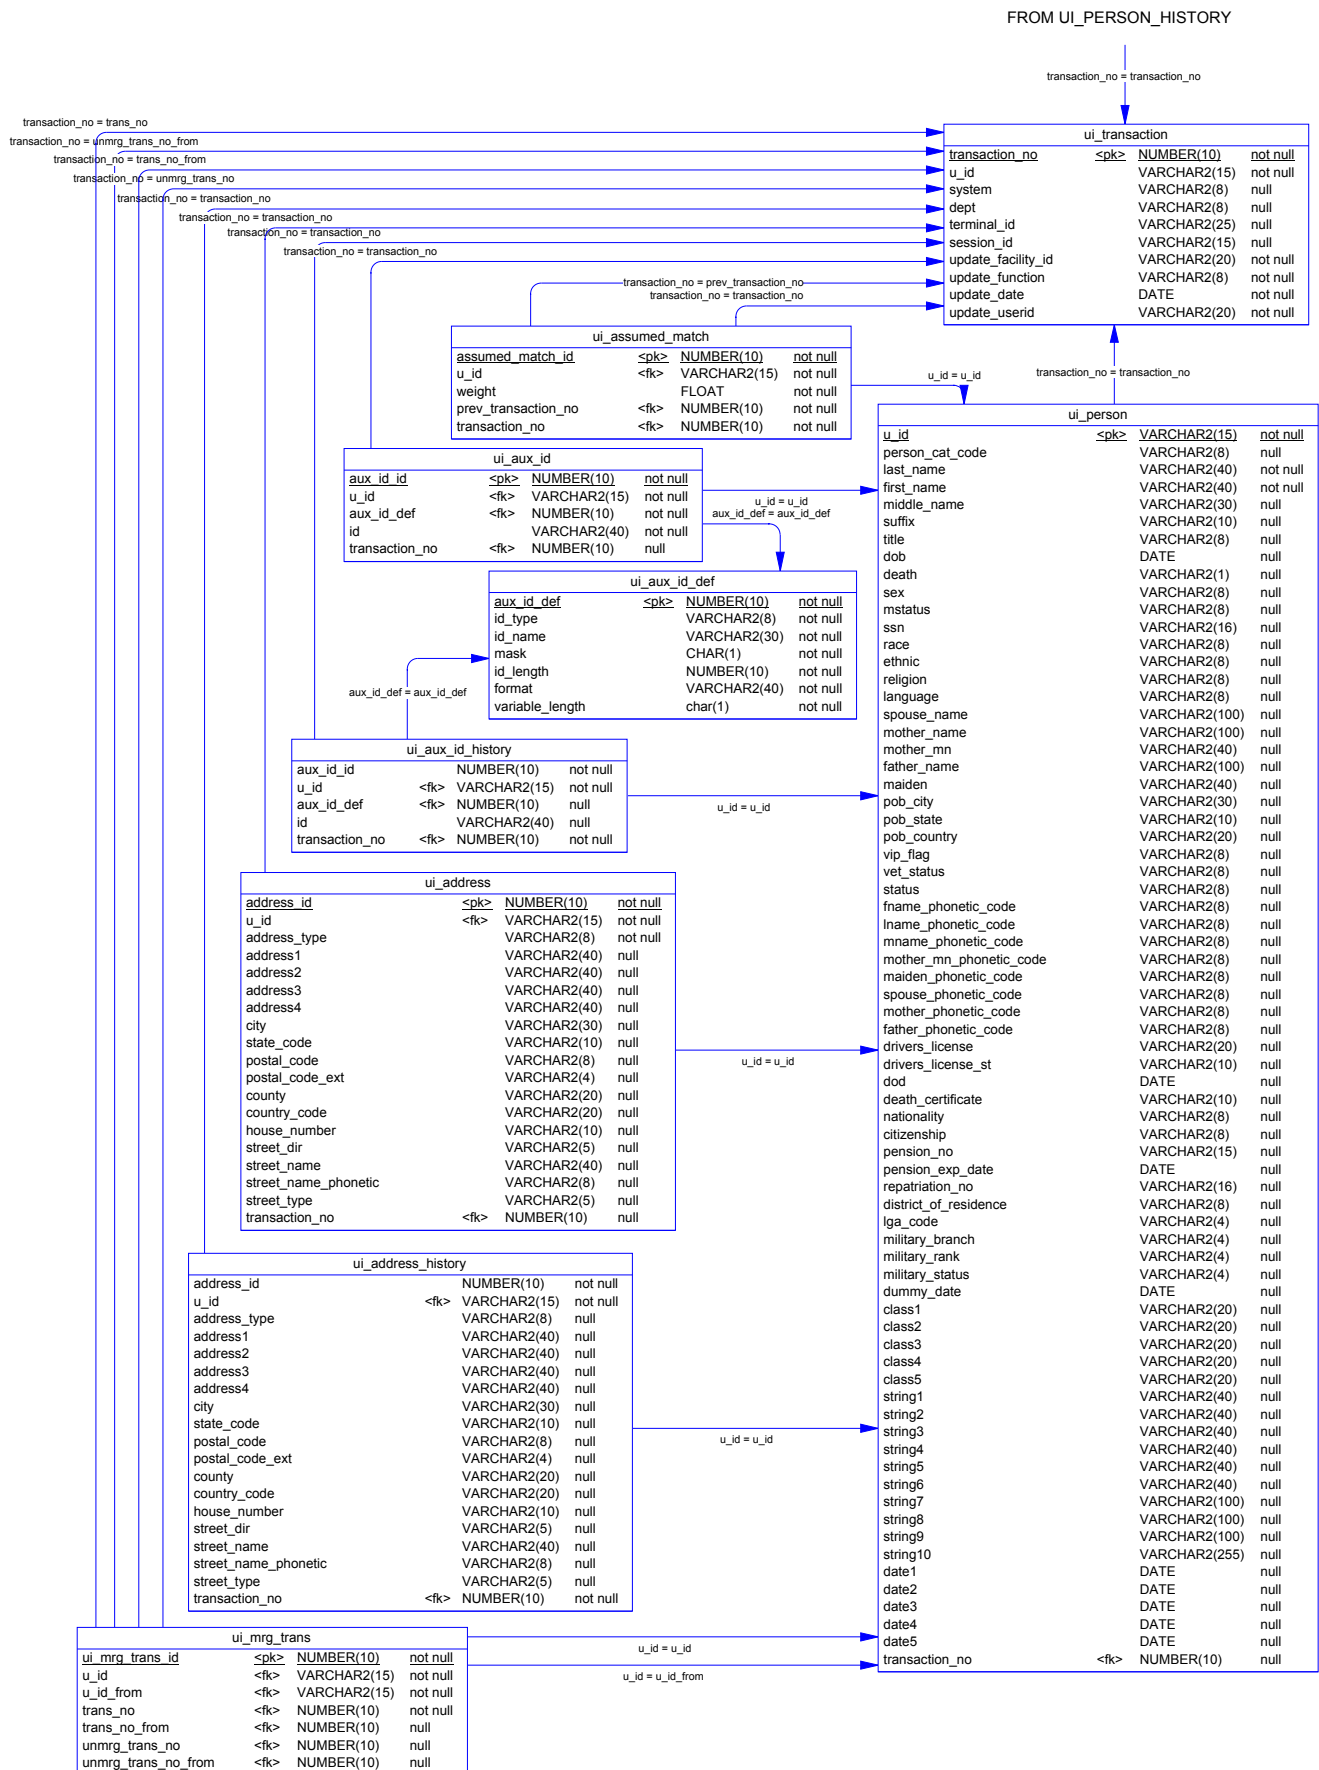 FROM UI_PERSON_HISTORY
transaction_no = transaction_no
transaction_no = trans_no
transaction_no = unmrg_trans_no_from
transaction_no = trans_no_from
transaction_no = unmrg_trans_no
transaction_no = transaction_no
transaction_no = transaction_no
transaction_no = transaction_no
transaction_no = transaction_no
ui_transaction
transaction_no <pk> NUMBER(10) not null
u_id VARCHAR2(15) not null
system VARCHAR2(8) null
dept VARCHAR2(8) null
terminal_id VARCHAR2(25) null
session_id VARCHAR2(15) null
update_facility_id VARCHAR2(20) not null
update_function VARCHAR2(8) not null
update_date DATE not null
update_userid VARCHAR2(20) not null
transaction_no = prev_transaction_no
transaction_no = transaction_no
ui_assumed_match
assumed_match_id <pk> NUMBER(10) not null
u_id <fk> VARCHAR2(15) not null
weight FLOAT not null
prev_transaction_no <fk> NUMBER(10) not null
transaction_no <fk> NUMBER(10) not null
u_id = u_id
transaction_no = transaction_no
ui_aux_id
aux_id_id <pk> NUMBER(10) not null
u_id <fk> VARCHAR2(15) not null
aux_id_def <fk> NUMBER(10) not null
id VARCHAR2(40) not null
transaction_no <fk> NUMBER(10) null
u_id = u_id
aux_id_def = aux_id_def
ui_aux_id_def
aux_id_def <pk> NUMBER(10) not null
id_type VARCHAR2(8) not null
id_name VARCHAR2(30) not null
mask CHAR(1) not null
id_length NUMBER(10) not null
format VARCHAR2(40) not null
variable_length char(1) not null
aux_id_def = aux_id_def
ui_aux_id_history
aux_id_id NUMBER(10) not null
u_id <fk> VARCHAR2(15) not null
aux_id_def <fk> NUMBER(10) null
id VARCHAR2(40) null
transaction_no <fk> NUMBER(10) not null
u_id = u_id
ui_address
address_id <pk> NUMBER(10) not null
u_id <fk> VARCHAR2(15) not null
address_type VARCHAR2(8) not null
address1 VARCHAR2(40) null
address2 VARCHAR2(40) null
address3 VARCHAR2(40) null
address4 VARCHAR2(40) null
city VARCHAR2(30) null
state_code VARCHAR2(10) null
postal_code VARCHAR2(8) null
postal_code_ext VARCHAR2(4) null
county VARCHAR2(20) null
country_code VARCHAR2(20) null
house_number VARCHAR2(10) null
street_dir VARCHAR2(5) null
street_name VARCHAR2(40) null
street_name_phonetic VARCHAR2(8) null
street_type VARCHAR2(5) null
transaction_no <fk> NUMBER(10) null
u_id = u_id
ui_address_history
address_id NUMBER(10) not null
u_id <fk> VARCHAR2(15) not null
address_type VARCHAR2(8) null
address1 VARCHAR2(40) null
address2 VARCHAR2(40) null
address3 VARCHAR2(40) null
address4 VARCHAR2(40) null
city VARCHAR2(30) null
state_code VARCHAR2(10) null
postal_code VARCHAR2(8) null
postal_code_ext VARCHAR2(4) null
county VARCHAR2(20) null
country_code VARCHAR2(20) null
house_number VARCHAR2(10) null
street_dir VARCHAR2(5) null
street_name VARCHAR2(40) null
street_name_phonetic VARCHAR2(8) null
street_type VARCHAR2(5) null
transaction_no <fk> NUMBER(10) not null
u_id = u_id
ui_mrg_trans
ui_mrg_trans_id <pk> NUMBER(10) not null
u_id <fk> VARCHAR2(15) not null
u_id_from <fk> VARCHAR2(15) not null
trans_no <fk> NUMBER(10) not null
trans_no_from <fk> NUMBER(10) null
unmrg_trans_no <fk> NUMBER(10) null
unmrg_trans_no_from <fk> NUMBER(10) null
u_id = u_id
u_id = u_id_from
ui_person
u_id <pk> VARCHAR2(15) not null
person_cat_code VARCHAR2(8) null
last_name VARCHAR2(40) not null
first_name VARCHAR2(40) not null
middle_name VARCHAR2(30) null
suffix VARCHAR2(10) null
title VARCHAR2(8) null
dob DATE null
death VARCHAR2(1) null
sex VARCHAR2(8) null
mstatus VARCHAR2(8) null
ssn VARCHAR2(16) null
race VARCHAR2(8) null
ethnic VARCHAR2(8) null
religion VARCHAR2(8) null
language VARCHAR2(8) null
spouse_name VARCHAR2(100) null
mother_name VARCHAR2(100) null
mother_mn VARCHAR2(40) null
father_name VARCHAR2(100) null
maiden VARCHAR2(40) null
pob_city VARCHAR2(30) null
pob_state VARCHAR2(10) null
pob_country VARCHAR2(20) null
vip_flag VARCHAR2(8) null
vet_status VARCHAR2(8) null
status VARCHAR2(8) null
fname_phonetic_code VARCHAR2(8) null
lname_phonetic_code VARCHAR2(8) null
mname_phonetic_code VARCHAR2(8) null
mother_mn_phonetic_code VARCHAR2(8) null
maiden_phonetic_code VARCHAR2(8) null
spouse_phonetic_code VARCHAR2(8) null
mother_phonetic_code VARCHAR2(8) null
father_phonetic_code VARCHAR2(8) null
drivers_license VARCHAR2(20) null
drivers_license_st VARCHAR2(10) null
dod DATE null
death_certificate VARCHAR2(10) null
nationality VARCHAR2(8) null
citizenship VARCHAR2(8) null
pension_no VARCHAR2(15) null
pension_exp_date DATE null
repatriation_no VARCHAR2(16) null
district_of_residence VARCHAR2(8) null
lga_code VARCHAR2(4) null
military_branch VARCHAR2(4) null
military_rank VARCHAR2(4) null
military_status VARCHAR2(4) null
dummy_date DATE null
class1 VARCHAR2(20) null
class2 VARCHAR2(20) null
class3 VARCHAR2(20) null
class4 VARCHAR2(20) null
class5 VARCHAR2(20) null
string1 VARCHAR2(40) null
string2 VARCHAR2(40) null
string3 VARCHAR2(40) null
string4 VARCHAR2(40) null
string5 VARCHAR2(40) null
string6 VARCHAR2(40) null
string7 VARCHAR2(100) null
string8 VARCHAR2(100) null
string9 VARCHAR2(100) null
string10 VARCHAR2(255) null
date1 DATE null
date2 DATE null
date3 DATE null
date4 DATE null
date5 DATE null
transaction_no <fk> NUMBER(10) null